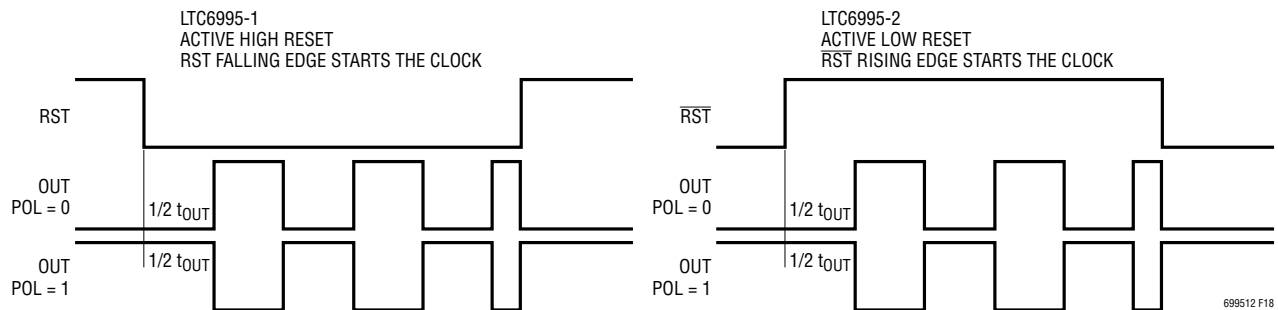 LTC6995-1
ACTIVE HIGH RESET
RST FALLING EDGE STARTS THE CLOCK
RST
OUT
POL = 0
1/2 tOUT
OUT
POL = 1
1/2 tOUT
LTC6995-2
ACTIVE LOW RESET
R̅S̅T̅ RISING EDGE STARTS THE CLOCK
R̅S̅T̅
OUT
POL = 0
1/2 tOUT
OUT
POL = 1
1/2 tOUT
699512 F18